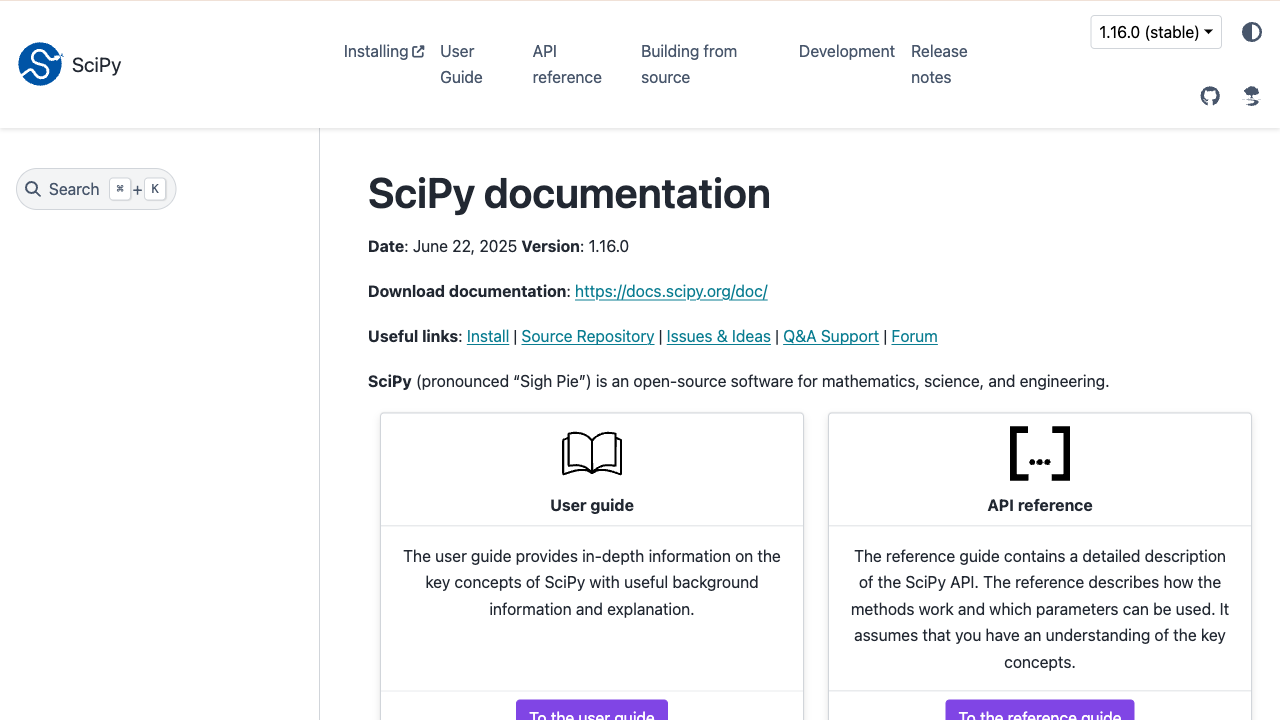 SciPy
Installing
User Guide
API reference
Building from source
Development
Release notes
1.16.0 (stable)
Search ⌘ + K
SciPy documentation
Date: June 22, 2025 Version: 1.16.0
Download documentation: https://docs.scipy.org/doc/
Useful links: Install | Source Repository | Issues & Ideas | Q&A Support | Forum
SciPy (pronounced “Sigh Pie”) is an open-source software for mathematics, science, and engineering.
User guide
The user guide provides in-depth information on the
key concepts of SciPy with useful background
information and explanation.
To the user guide
API reference
The reference guide contains a detailed description
of the SciPy API. The reference describes how the
methods work and which parameters can be used. It
assumes that you have an understanding of the key
concepts.
To the reference guide